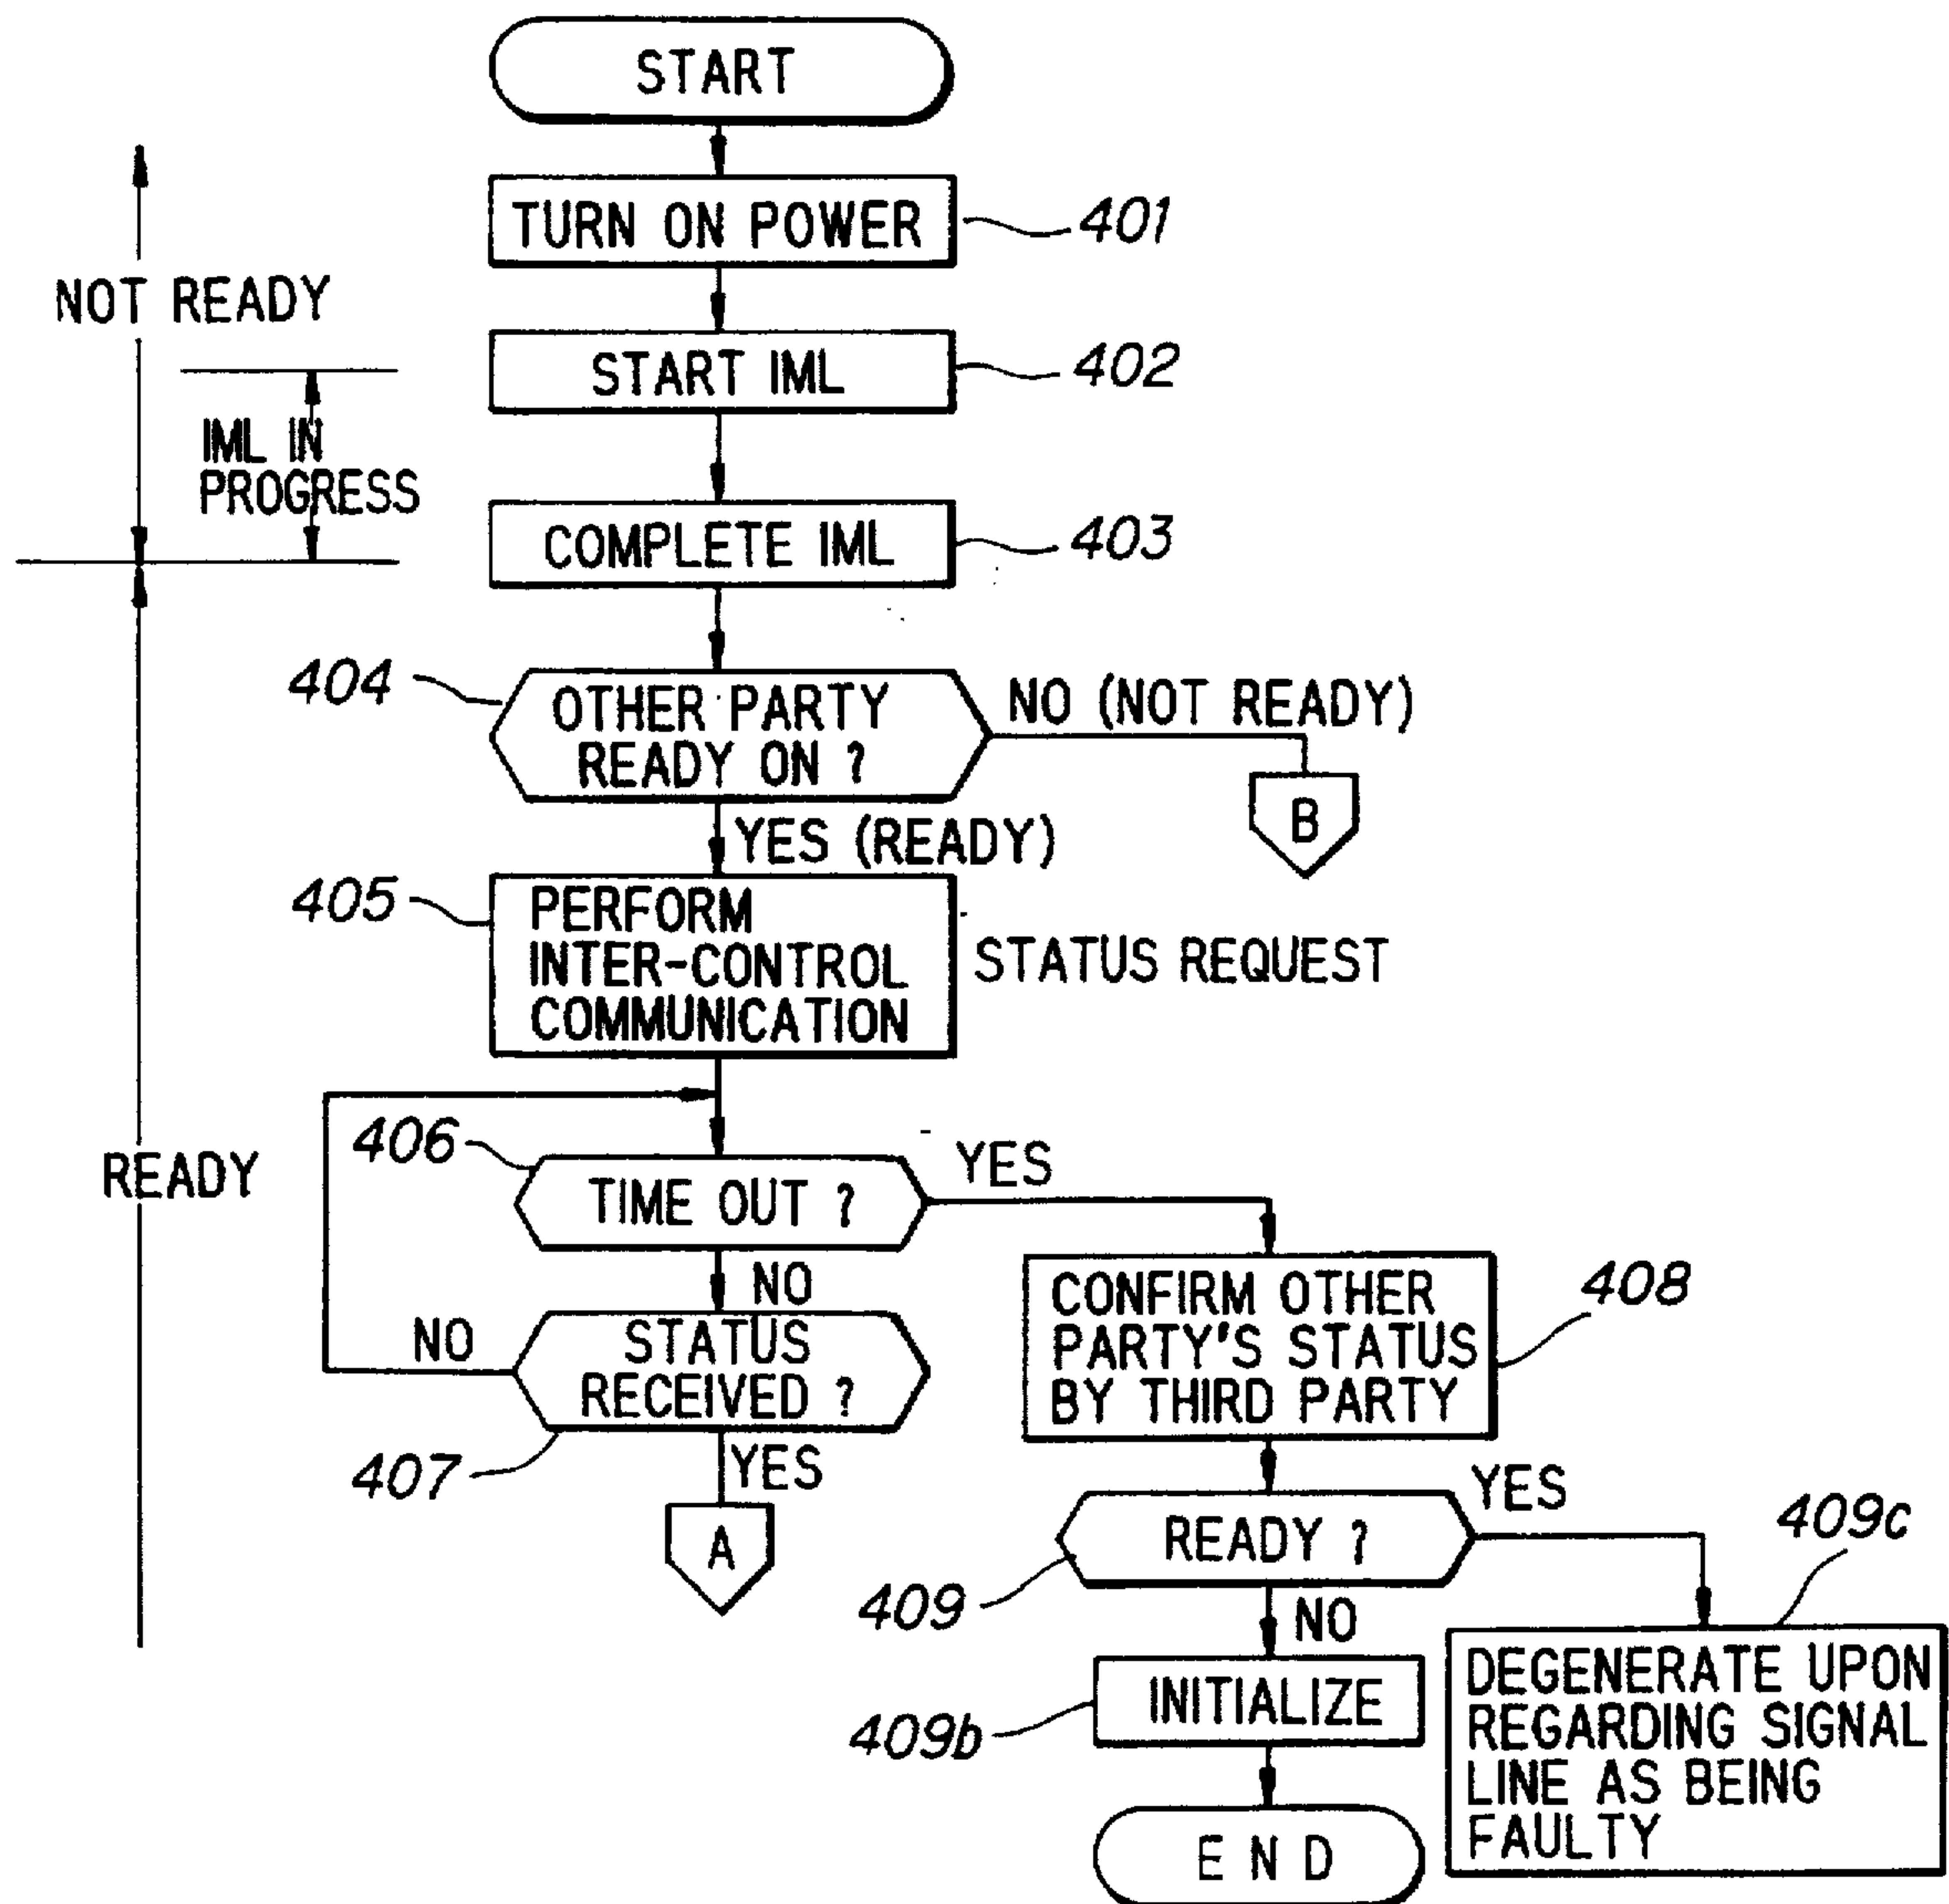 START
TURN ON POWER
401
NOT READY
START IML
402
IML IN
PROGRESS
COMPLETE IML
403
404
OTHER PARTY
READY ON ?
NO (NOT READY)
B
YES (READY)
405
PERFORM
INTER-CONTROL
COMMUNICATION
STATUS REQUEST
406
TIME OUT ?
YES
READY
NO
NO
STATUS
RECEIVED ?
407
YES
A
CONFIRM OTHER
PARTY'S STATUS
BY THIRD PARTY
408
READY ?
YES
409
409c
NO
INITIALIZE
409b
DEGENERATE UPON
REGARDING SIGNAL
LINE AS BEING
FAULTY
END